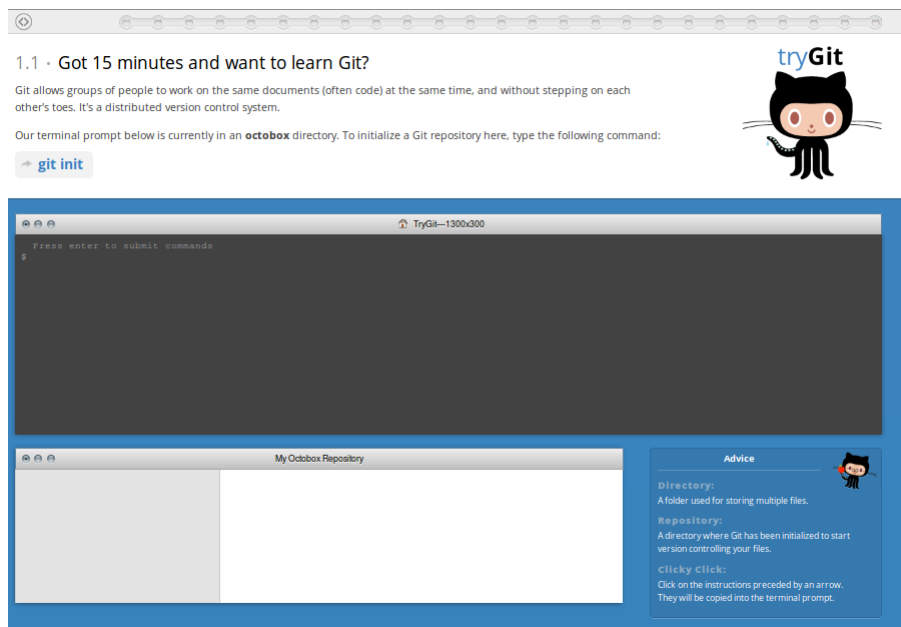 1.1 · Got 15 minutes and want to learn Git?
tryGit
Git allows groups of people to work on the same documents (often code) at the same time, and without stepping on each
other's toes. It's a distributed version control system.
Our terminal prompt below is currently in an octobox directory. To initialize a Git repository here, type the following command:
git init
TryGit—1300x300
Press enter to submit commands
$
My Octobox Repository
Advice
Directory:
A folder used for storing multiple files.
Repository:
A directory where Git has been initialized to start
version controlling your files.
Clicky Click:
Click on the instructions preceded by an arrow.
They will be copied into the terminal prompt.